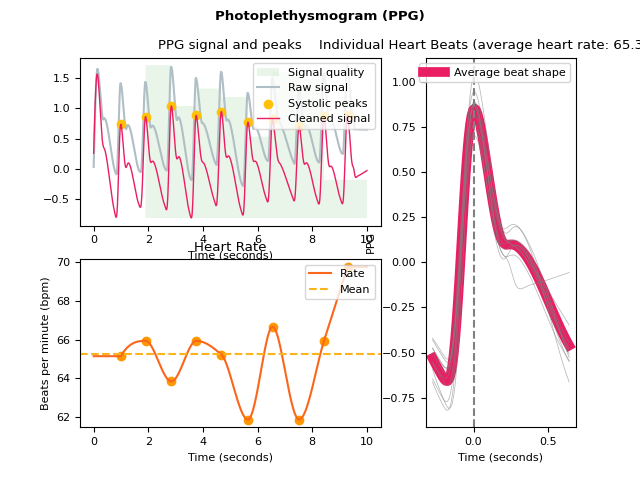 Photoplethysmogram (PPG)
PPG signal and peaks
Individual Heart Beats (average heart rate: 65.3
Signal quality
Raw signal
Systolic peaks
Cleaned signal
1.5
1.0
0.5
0.0
−0.5
0 2 4 6 8 10
Time (seconds)
Heart Rate
Rate
Mean
70
68
66
64
62
Beats per minute (bpm)
0 2 4 6 8 10
Time (seconds)
Average beat shape
PPG
1.00
0.75
0.50
0.25
0.00
−0.25
−0.50
−0.75
0.0 0.5
Time (seconds)